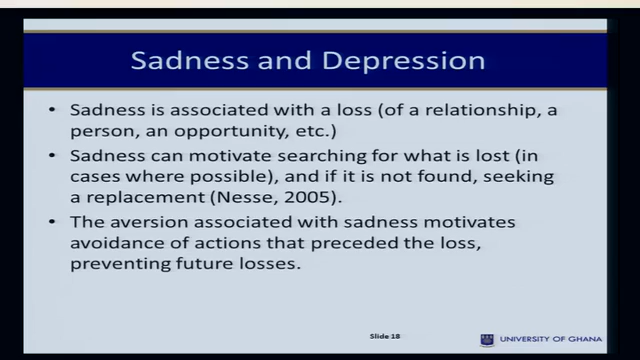 Sadness and Depression
• Sadness is associated with a loss (of a relationship, a
person, an opportunity, etc.)
• Sadness can motivate searching for what is lost (in
cases where possible), and if it is not found, seeking
a replacement (Nesse, 2005).
• The aversion associated with sadness motivates
avoidance of actions that preceded the loss,
preventing future losses.
Slide 18
UNIVERSITY OF GHANA